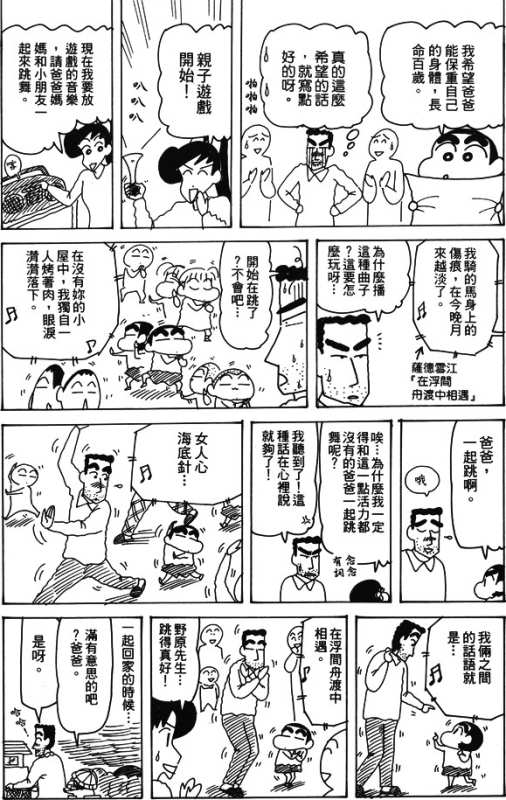 我希望爸爸
能保重自己
的身體，長
命百歲。
真的這麼
希望的話
，就寫點
好的呀。
啪啪啪
親子遊戲
開始！
叭叭叭
現在我要放
遊戲的音樂
，請爸爸媽
媽和小朋友一
起來跳舞。
我騎的馬身上的
傷痕，在今晚月
來越淡了。
薩德雲江
『在浮間
舟渡中相遇』
為什麼播
這種曲子
？這要怎
麼玩呀…
開始在跳了
？不會吧…
在沒有妳的小
屋中，我獨自一
人烤著肉，眼淚
潸潸落下。
爸爸，
一起跳啊。
哦
唉…為什麼我一定
得和這一點活力都
沒有的爸爸一起跳
舞呢？
念念
有詞
我聽到了！這
種話在心裡說
就夠了！
女人心
海底針…
我倆之間
的話語就
是…
在浮間舟渡中
相遇。
野原先生…
跳得真好！
一起回家的時候…
滿有意思的吧
？爸爸。
是呀。